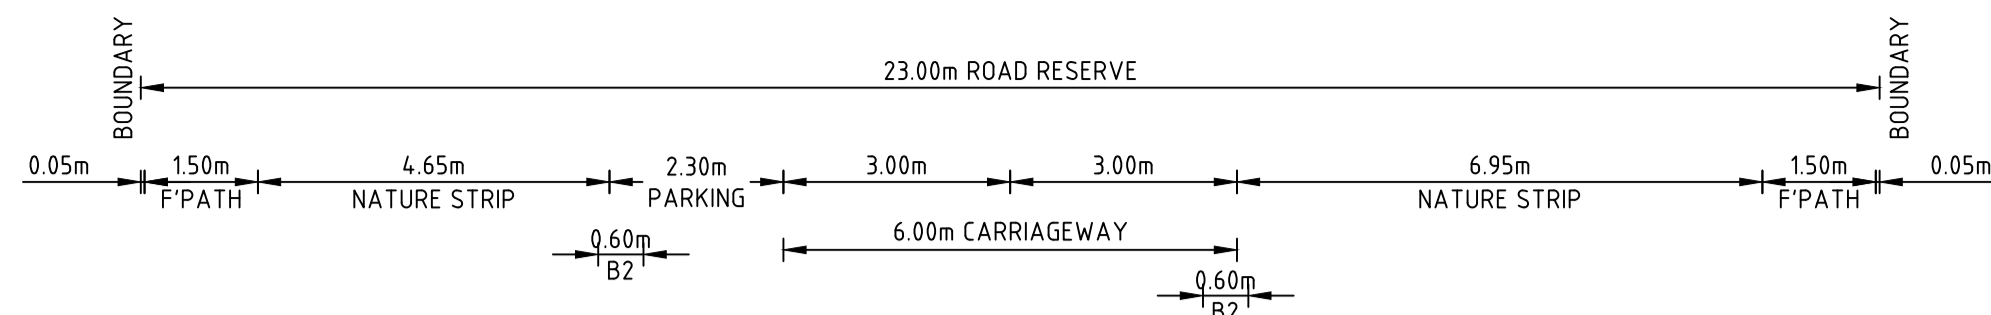 BOUNDARY
23.00m ROAD RESERVE
BOUNDARY
0.05m
1.50m
F'PATH
4.65m
NATURE STRIP
2.30m
PARKING
3.00m
3.00m
6.95m
NATURE STRIP
1.50m
F'PATH
0.05m
0.60m
B2
6.00m CARRIAGEWAY
0.60m
B2